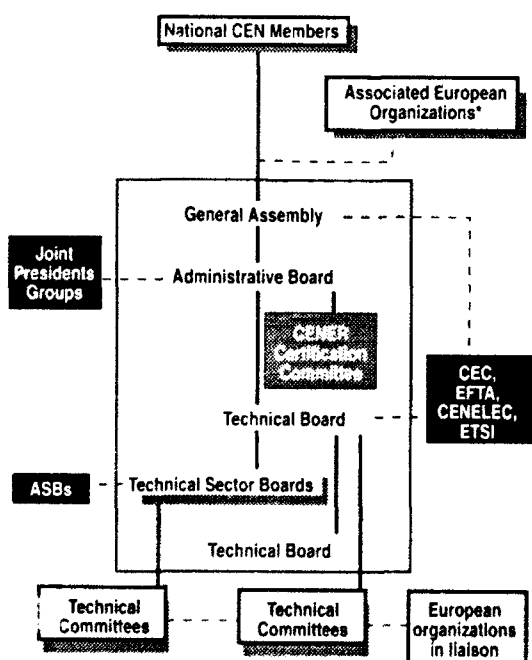 National CEN Members
Associated European
Organizations*
General Assembly
Joint
Presidents
Groups
Administrative Board
CENER
Certification
Committee
CEC,
EFTA,
CENELEC,
ETSI
Technical Board
ASBs
Technical Sector Boards
Technical Board
Technical
Committees
Technical
Committees
European
organizations
in liaison